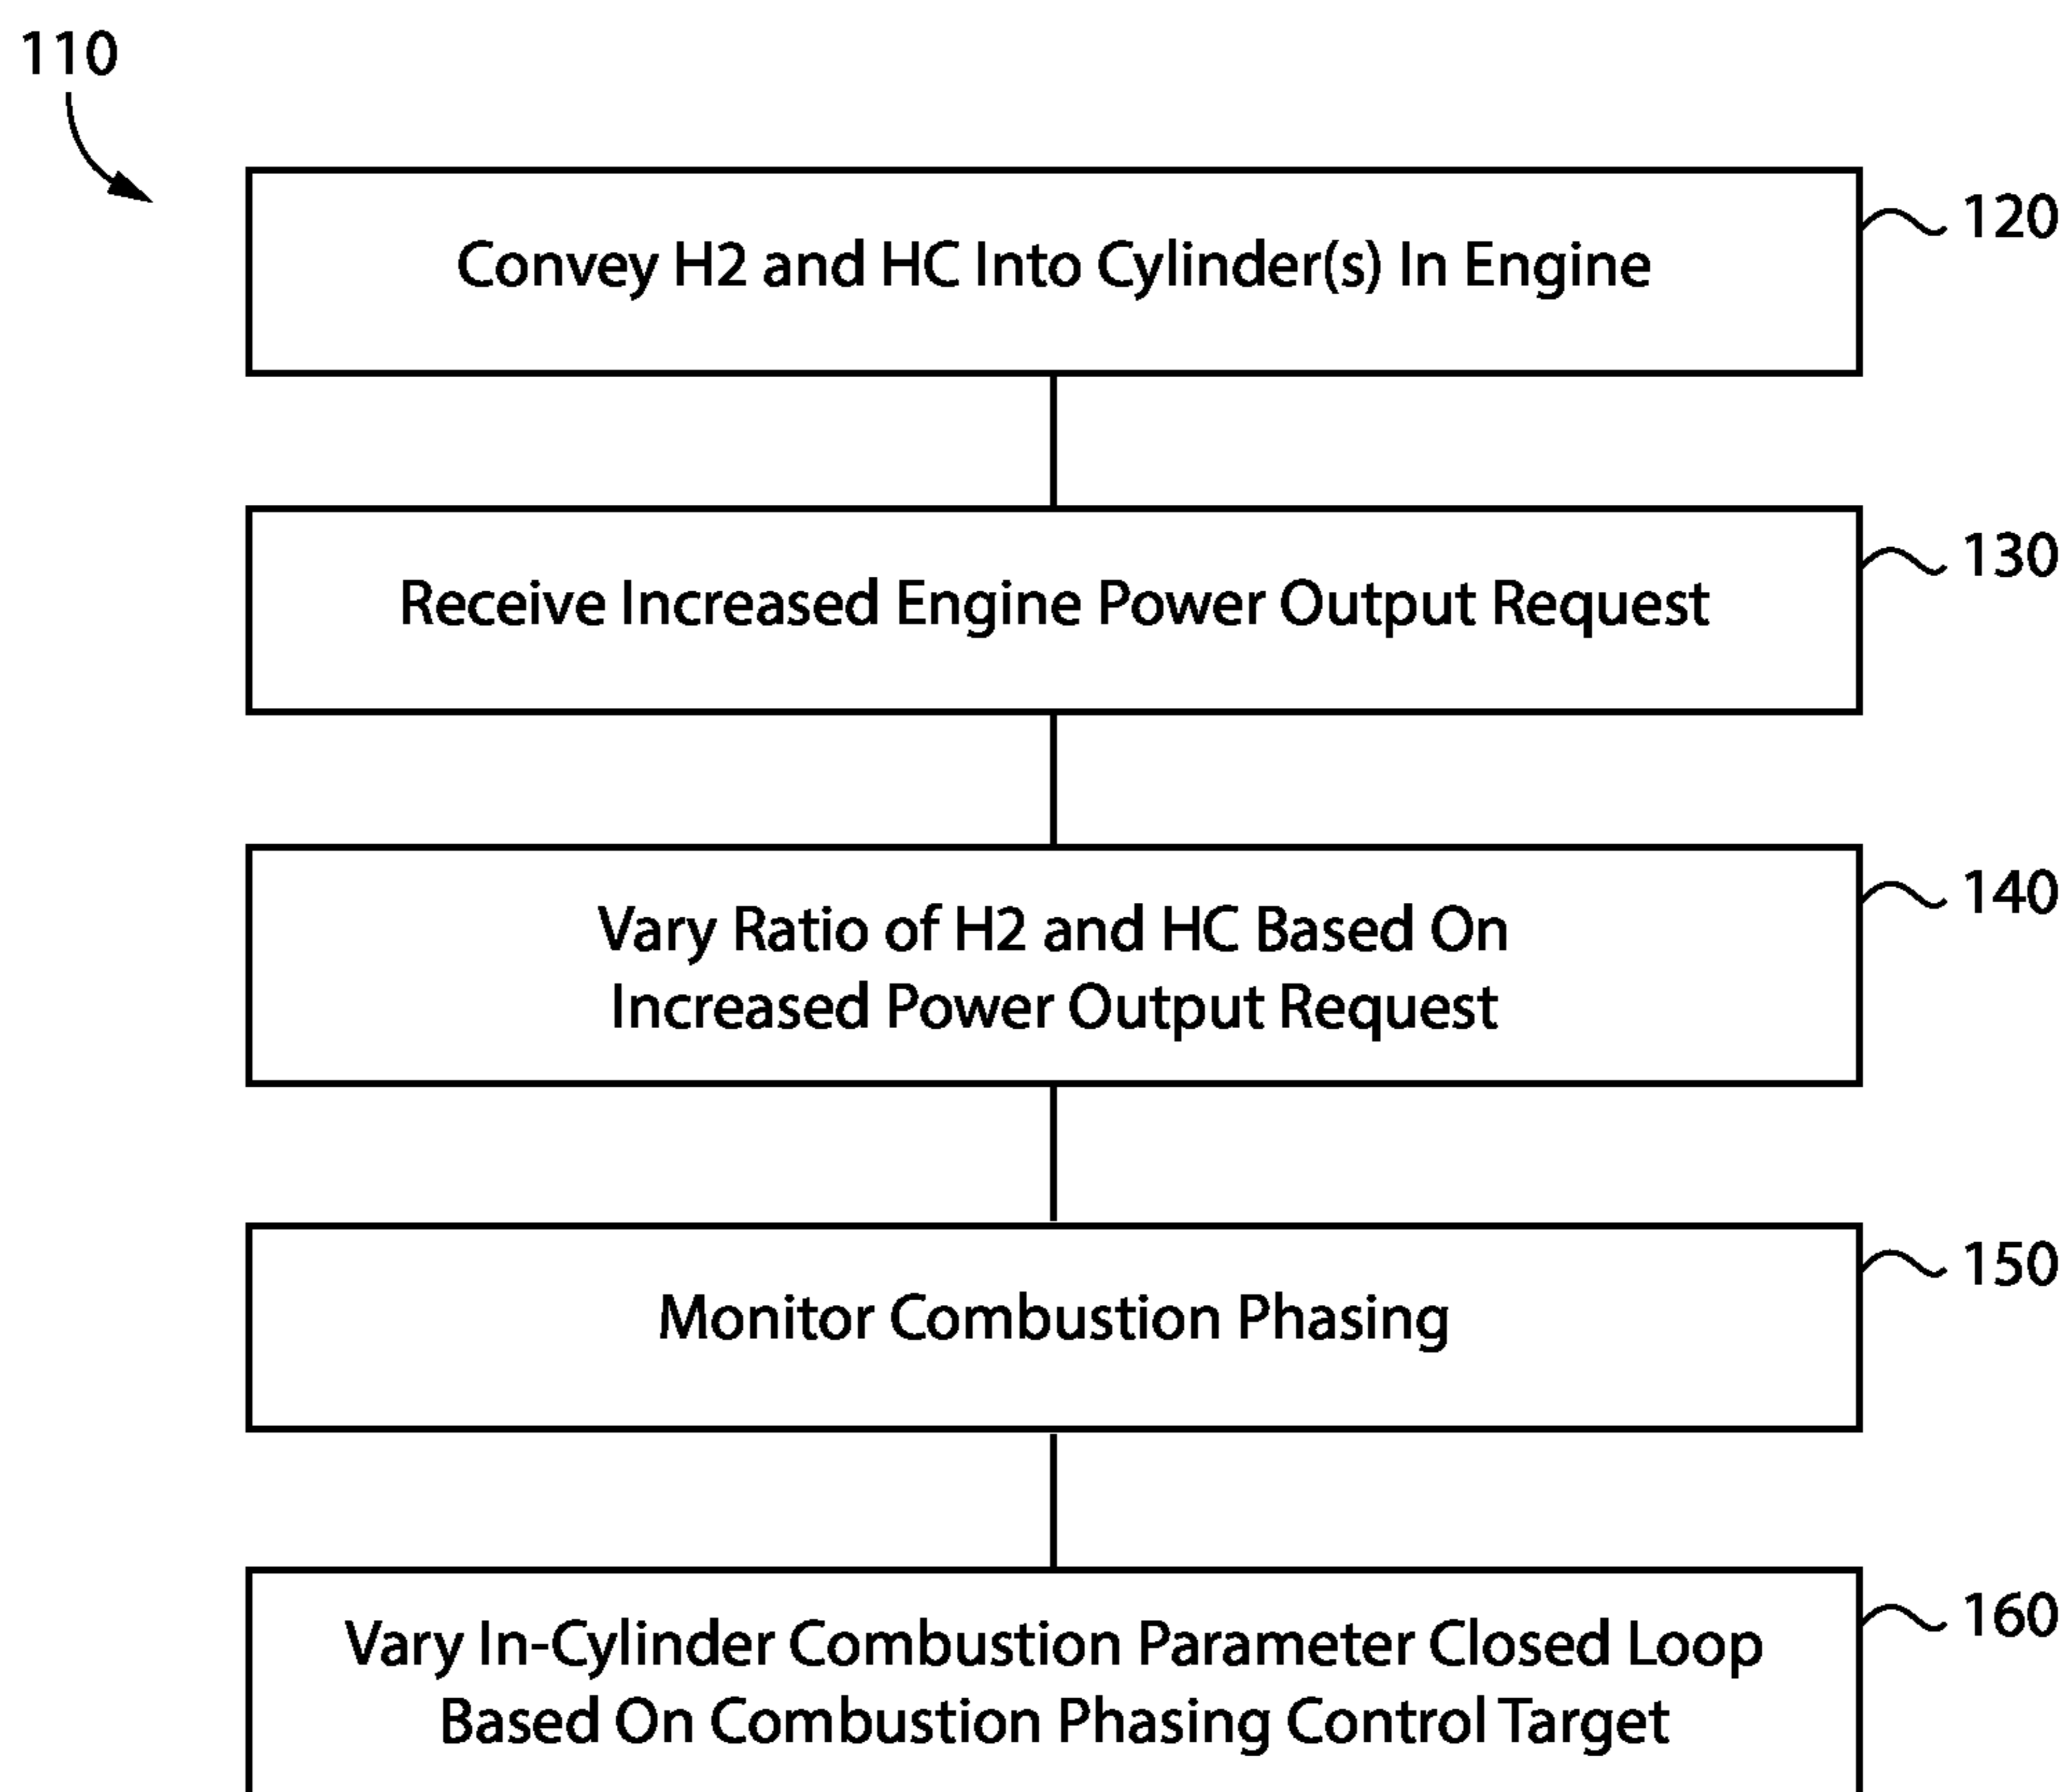 110
Convey H2 and HC Into Cylinder(s) In Engine
120
Receive Increased Engine Power Output Request
130
Vary Ratio of H2 and HC Based On
Increased Power Output Request
140
Monitor Combustion Phasing
150
Vary In-Cylinder Combustion Parameter Closed Loop
Based On Combustion Phasing Control Target
160